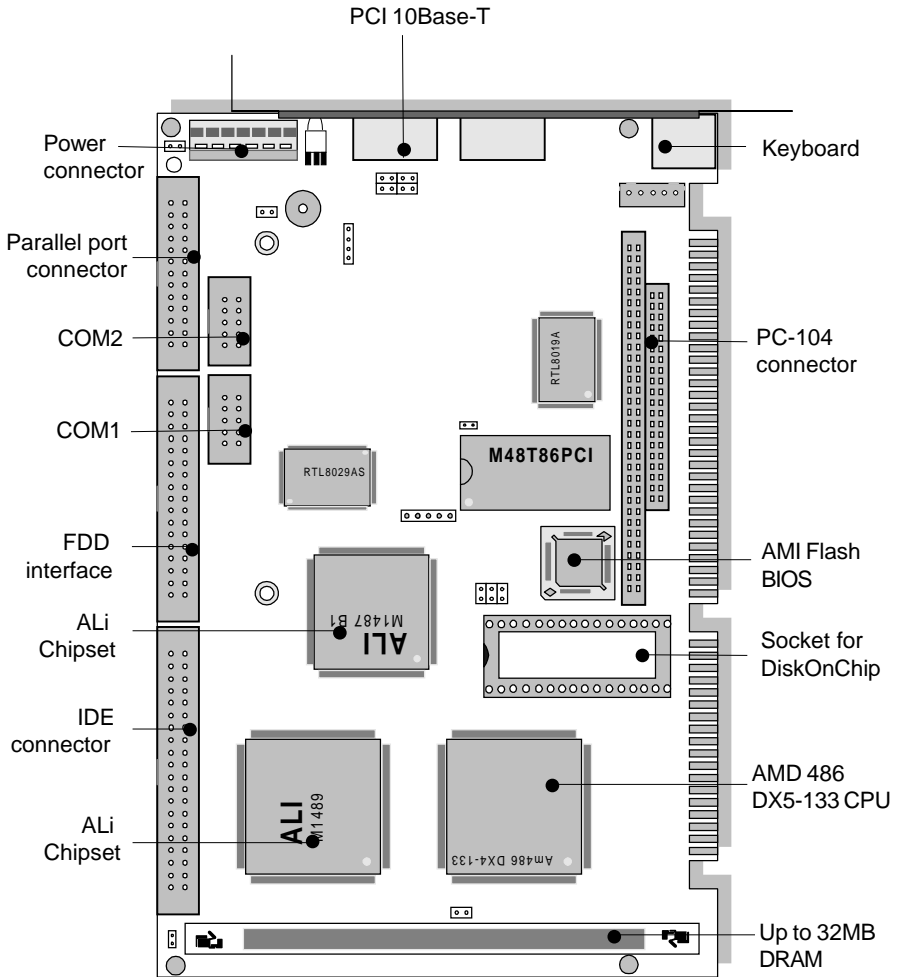 PCI 10Base-T
Power
connector
Keyboard
Parallel port
connector
COM2
RTL8019A
PC-104
connector
COM1
M48T86PCI
RTL8029AS
FDD
interface
AMI Flash
BIOS
ALi
Chipset
M1487 B1
ALI
Socket for
DiskOnChip
IDE
connector
AMD 486
DX5-133 CPU
ALI
M1489
ALi
Chipset
Am486 DX4-133
Up to 32MB
DRAM